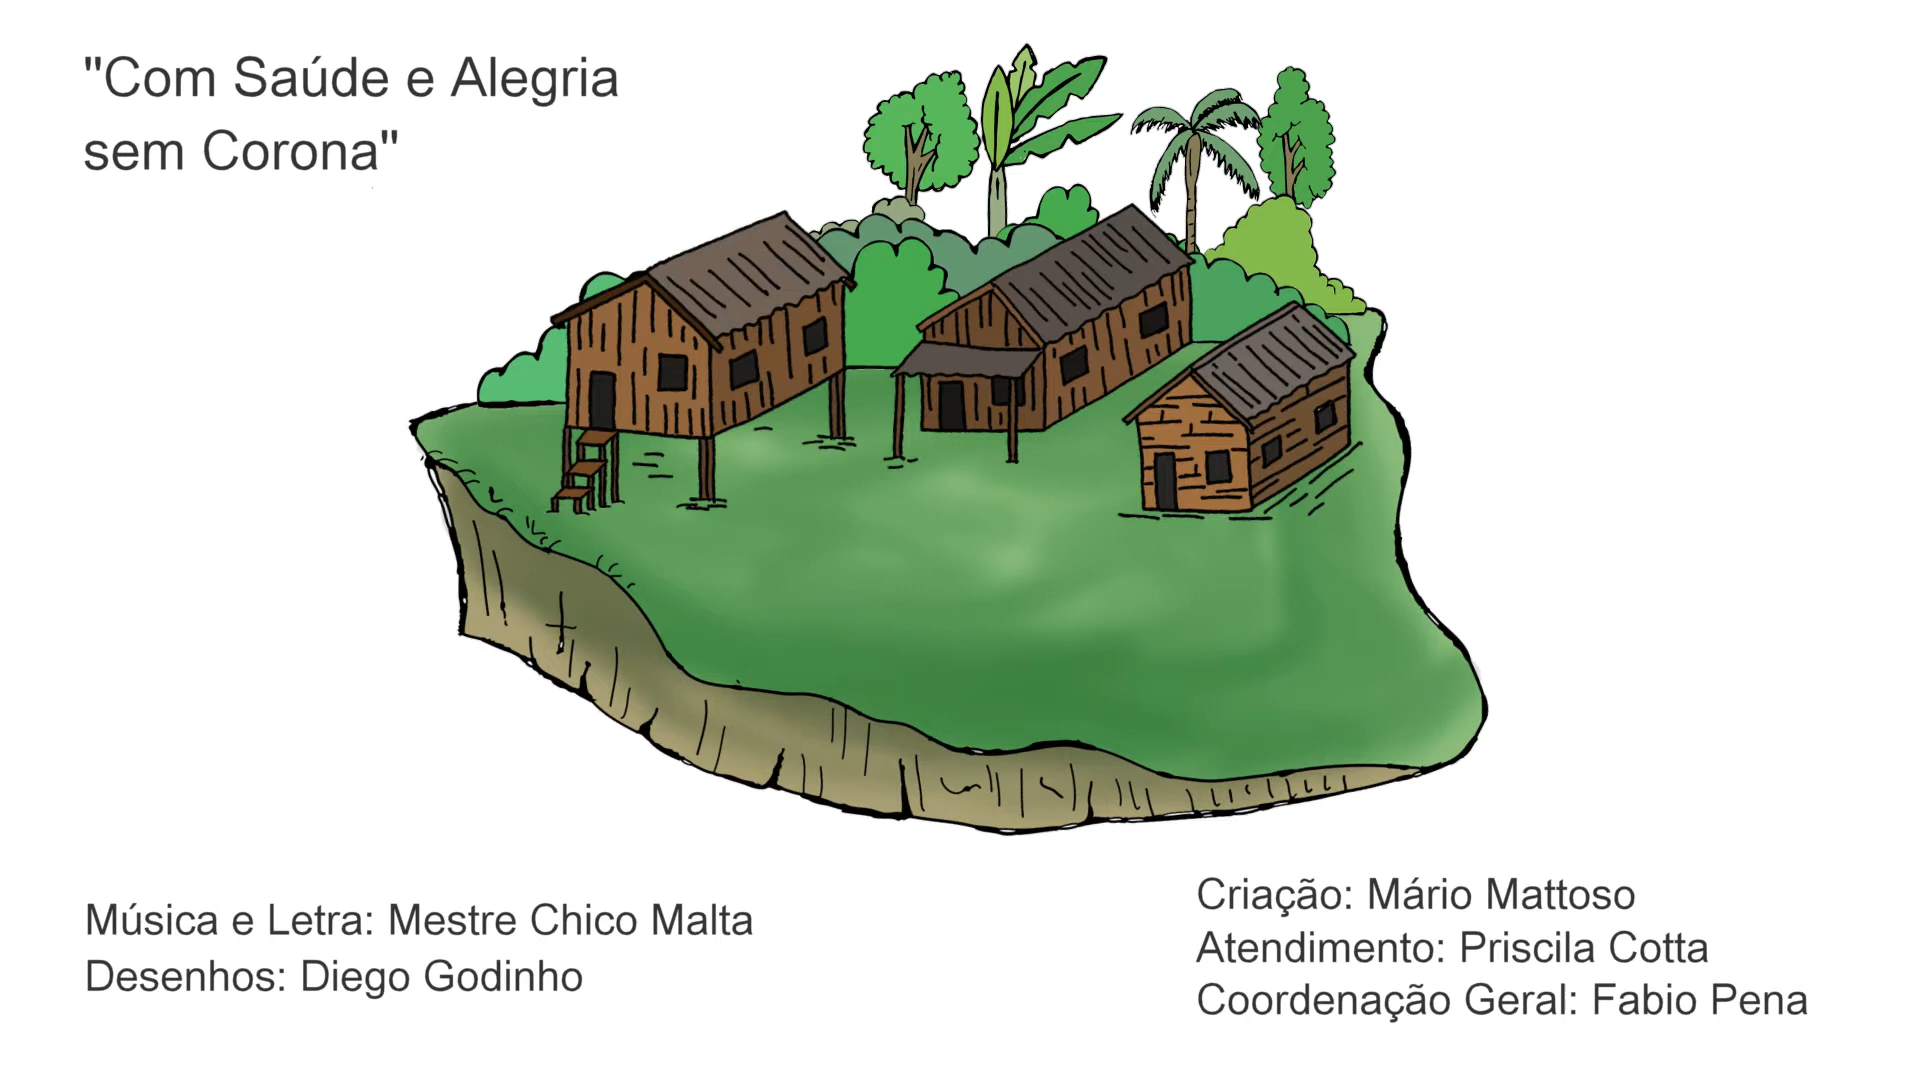 "Com Saúde e Alegria
sem Corona"
Música e Letra: Mestre Chico Malta
Desenhos: Diego Godinho
Criação: Mário Mattoso
Atendimento: Priscila Cotta
Coordenação Geral: Fabio Pena